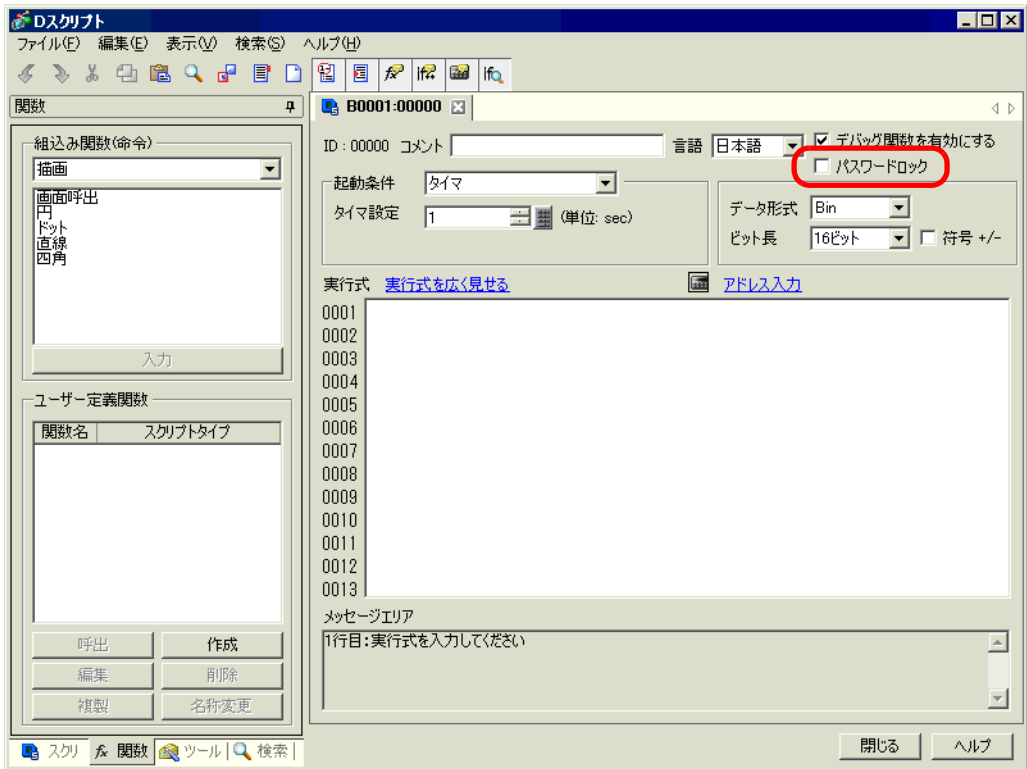 Dスクリプト
ファイル(F) 編集(E) 表示(V) 検索(S) ヘルプ(H)
関数
B0001:00000
組込み関数(命令)
描画
画面呼出
円
ドット
直線
四角
入力
ユーザー定義関数
関数名 スクリプトタイプ
呼出 作成
編集 削除
複製 名称変更
スクリ 関数 ツール 検索
ID : 00000 コメント 言語 日本語 デバッグ関数を有効にする
パスワードロック
起動条件 タイマ
タイマ設定 1 (単位: sec)
データ形式 Bin
ビット長 16ビット 符号 +/-
実行式 実行式を広く見せる アドレス入力
0001
0002
0003
0004
0005
0006
0007
0008
0009
0010
0011
0012
0013
メッセージエリア
1行目:実行式を入力してください
閉じる ヘルプ